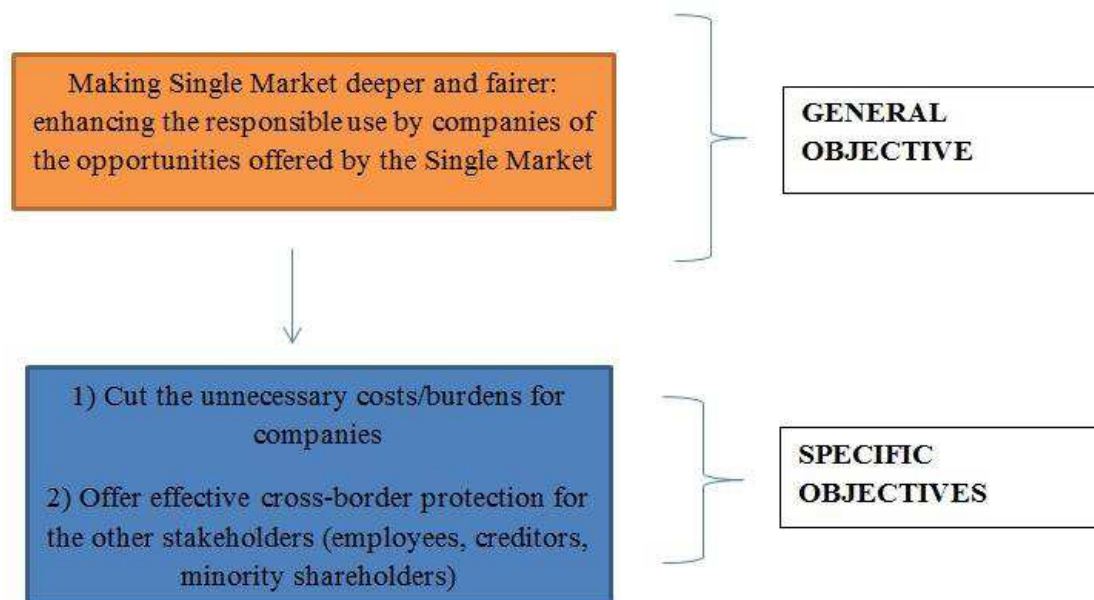 Making Single Market deeper and fairer:
enhancing the responsible use by companies of
the opportunities offered by the Single Market
GENERAL
OBJECTIVE
1) Cut the unnecessary costs/burdens for
companies
2) Offer effective cross-border protection for
the other stakeholders (employees, creditors,
minority shareholders)
SPECIFIC
OBJECTIVES